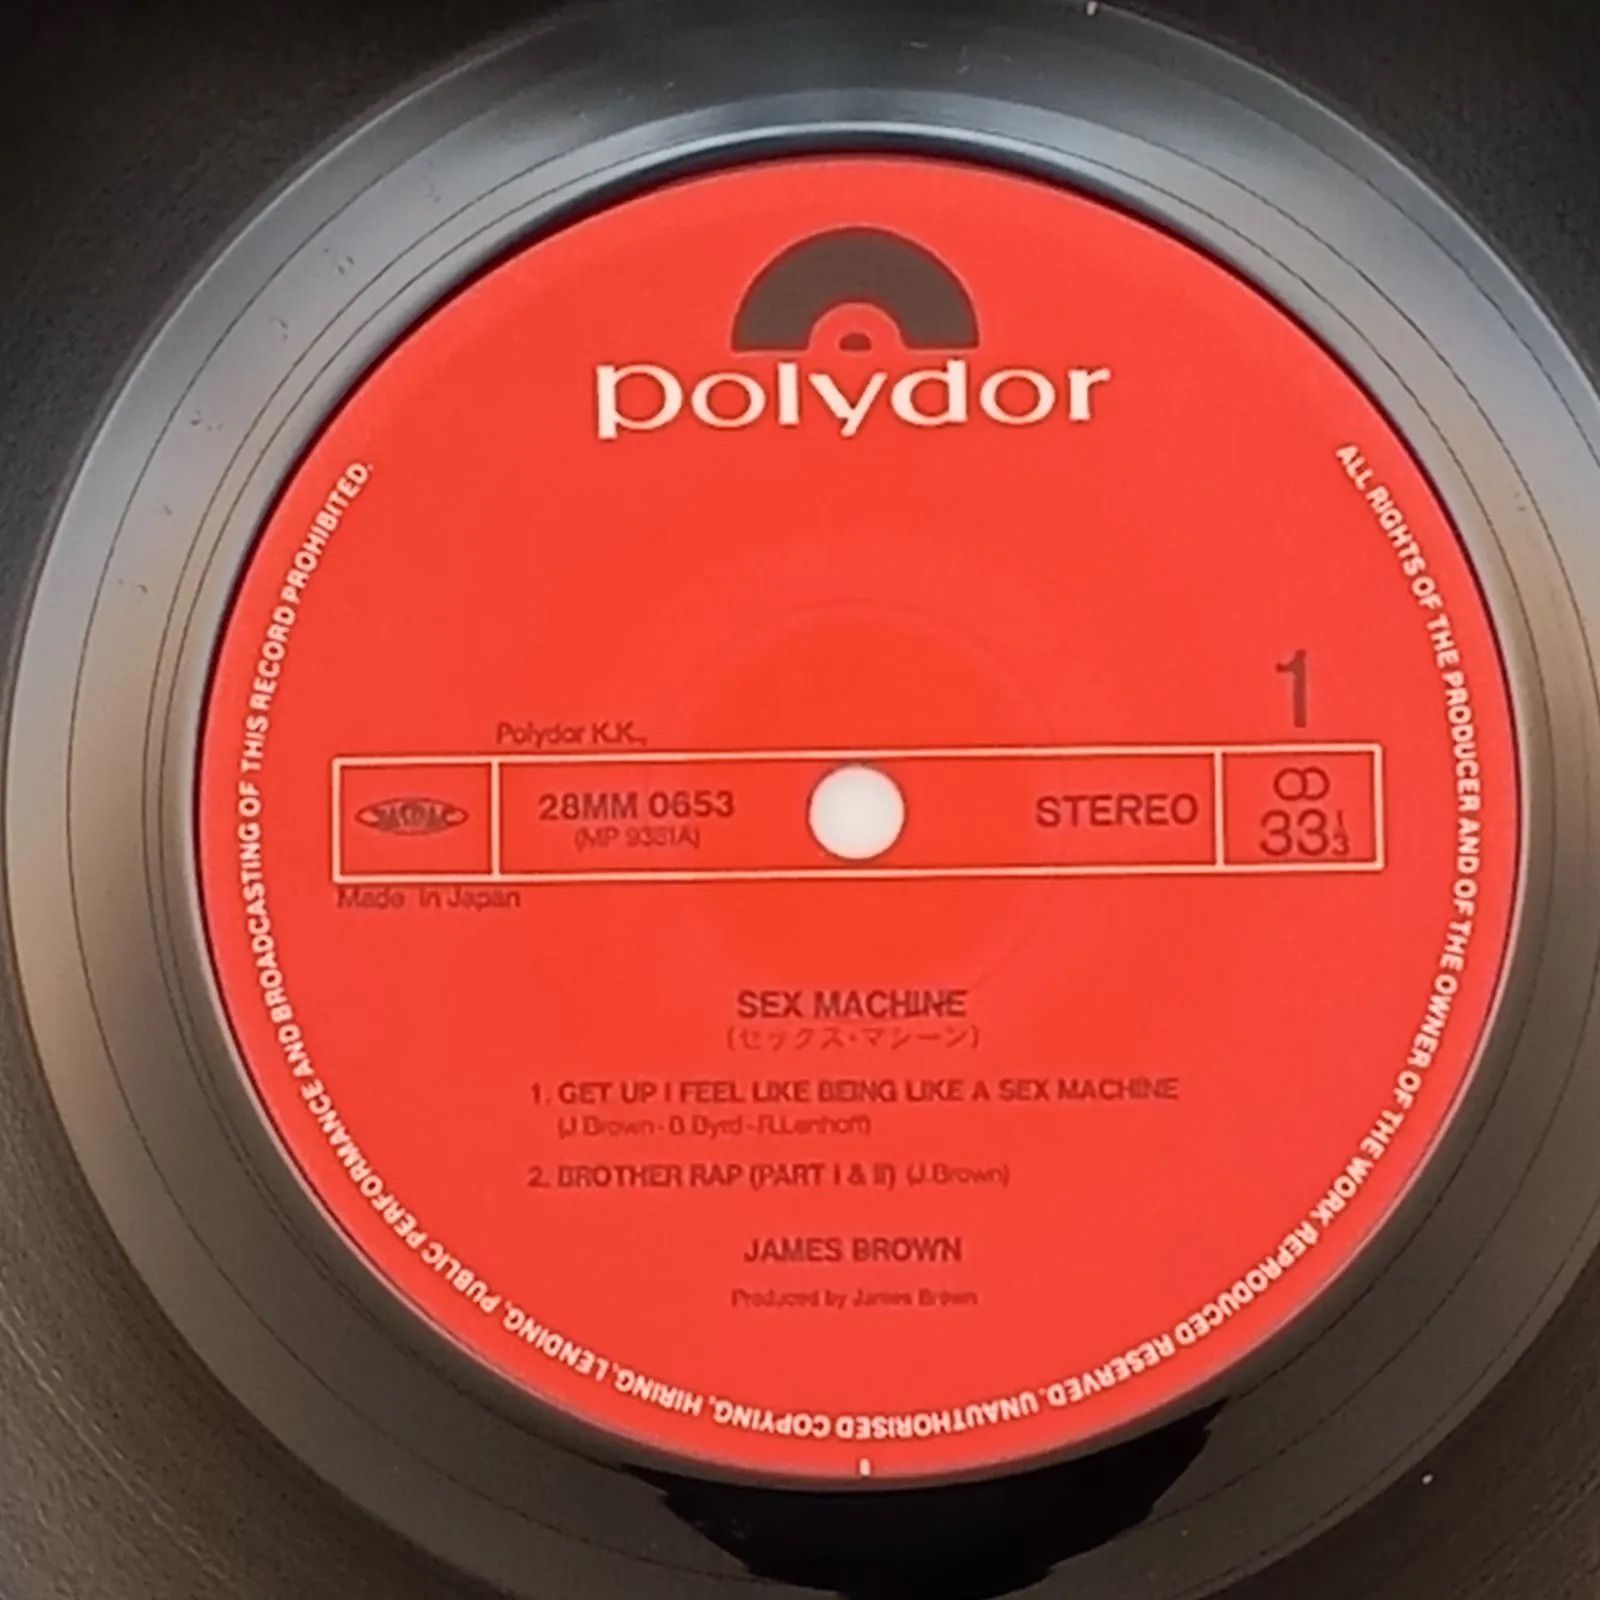 polydor
1
Polydor K.K.,
28MM 0653
STEREO
33 1/3
Made in Japan
SEX MACHINE
(セックス・マシーン)
1. GET UP I FEEL LIKE BEING LIKE A SEX MACHINE
(J.Brown-B.Byrd-R.Lenhoff)
2. BROTHER RAP (PART I & II) (J.Brown)
JAMES BROWN
Produced by James Brown
ALL RIGHTS OF THE PRODUCER AND OF THE OWNER OF THE WORK REPRODUCED RESERVED. UNAUTHORISED COPYING, HIRING, LENDING, PUBLIC PERFORMANCE AND BROADCASTING OF THIS RECORD PROHIBITED.